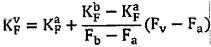 K_F^v = K_F^a + \frac{K_F^b - K_F^a}{F_b - F_a}(F_v - F_a)